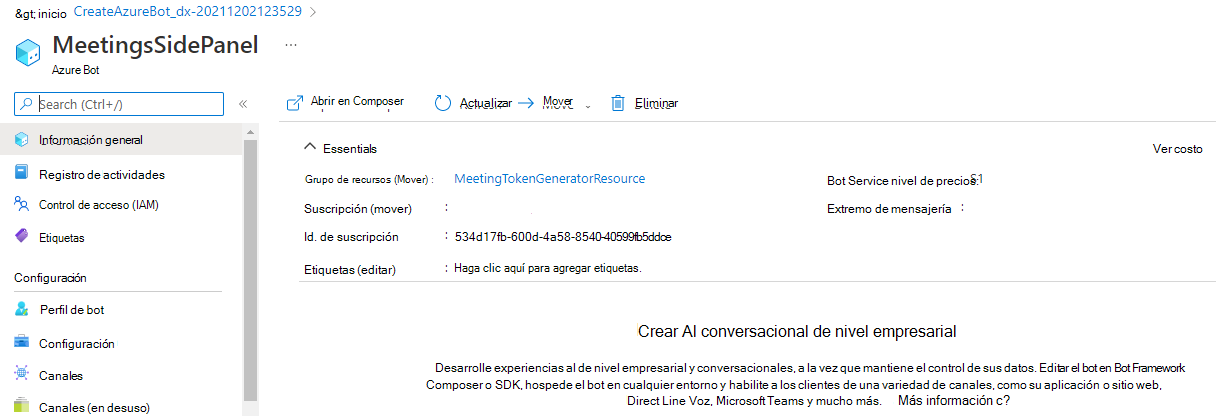 &gt; inicio CreateAzureBot_dx-20211202123529 >
MeetingsSidePanel ...
Azure Bot
Search (Ctrl+/) «
Abrir en Composer Actualizar Mover Eliminar
Información general
Registro de actividades
Control de acceso (IAM)
Etiquetas
Configuración
Perfil de bot
Configuración
Canales
Canales (en desuso)
Essentials Ver costo
Grupo de recursos (Mover) : MeetingTokenGeneratorResource
Suscripción (mover) :
Id. de suscripción : 534d17fb-600d-4a58-8540-40599fb5ddce
Etiquetas (editar) : Haga clic aquí para agregar etiquetas.
Bot Service nivel de precios: S1
Extremo de mensajería :
Crear AI conversacional de nivel empresarial
Desarrolle experiencias al de nivel empresarial y conversacionales, a la vez que mantiene el control de sus datos. Editar el bot en Bot Framework
Composer o SDK, hospede el bot en cualquier entorno y habilite a los clientes de una variedad de canales, como su aplicación o sitio web,
Direct Line Voz, Microsoft Teams y mucho más. Más información c?